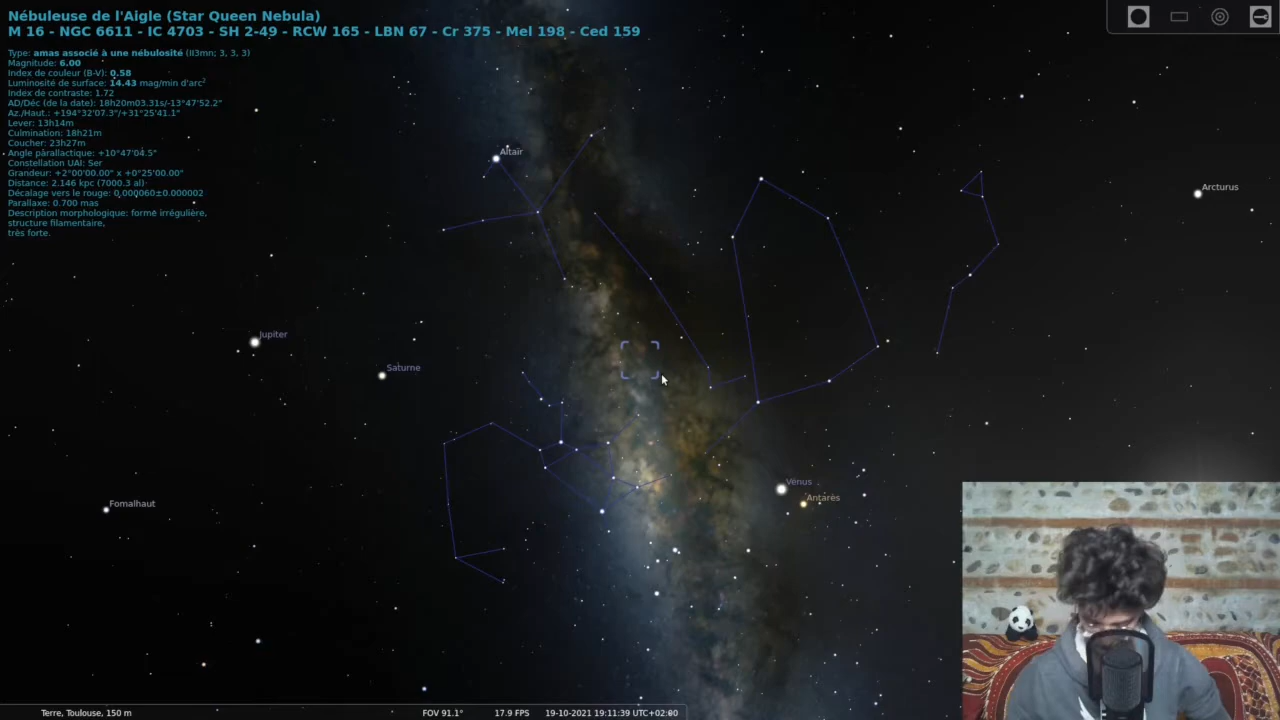 Nébuleuse de l'Aigle (Star Queen Nebula)
M 16 - NGC 6611 - IC 4703 - SH 2-49 - RCW 165 - LBN 67 - Cr 375 - Mel 198 - Ced 159
Type: amas associé à une nébulosité (II3mn; 3, 3, 3)
Magnitude: 6.00
Index de couleur (B-V): 0.58
Luminosité de surface: 14.43 mag/min d'arc²
Index de contraste: 1.72
AD/Déc (de la date): 18h20m03.31s/-13°47'52.2"
Az./Haut.: +194°32'07.3"/+31°25'41.1"
Lever: 13h14m
Culmination: 18h21m
Coucher: 23h27m
Angle parallactique: +10°47'04.5"
Constellation UAI: Ser
Grandeur: +2°00'00.00" x +0°25'00.00"
Distance: 2.146 kpc (7000.3 al)
Décalage vers le rouge: 0.000060±0.000002
Parallaxe: 0.700 mas
Description morphologique: forme irrégulière,
structure filamentaire,
très forte.
Altaïr
Arcturus
Jupiter
Saturne
Vénus
Antarès
Fomalhaut
Terre, Toulouse, 150 m
FOV 91.1°
17.9 FPS
19-10-2021 19:11:39 UTC+02:00